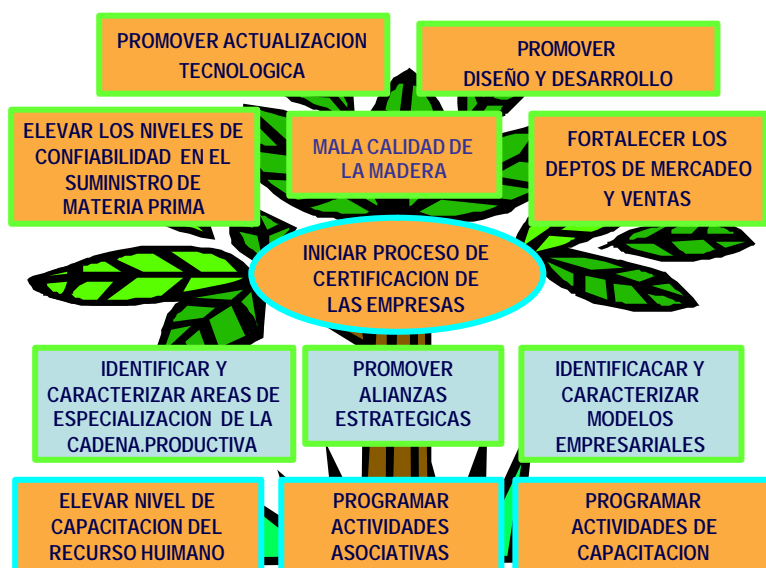 PROMOVER ACTUALIZACION
TECNOLOGICA
PROMOVER
DISEÑO Y DESARROLLO
ELEVAR LOS NIVELES DE
CONFIABILIDAD EN EL
SUMINISTRO DE
MATERIA PRIMA
MALA CALIDAD DE
LA MADERA
FORTALECER LOS
DEPTOS DE MERCADEO
Y VENTAS
INICIAR PROCESO DE
CERTIFICACION DE
LAS EMPRESAS
IDENTIFICAR Y
CARACTERIZAR AREAS DE
ESPECIALIZACION DE LA
CADENA.PRODUCTIVA
PROMOVER
ALIANZAS
ESTRATEGICAS
IDENTIFICACAR Y
CARACTERIZAR
MODELOS
EMPRESARIALES
ELEVAR NIVEL DE
CAPACITACION DEL
RECURSO HUIMANO
PROGRAMAR
ACTIVIDADES
ASOCIATIVAS
PROGRAMAR
ACTIVIDADES DE
CAPACITACION